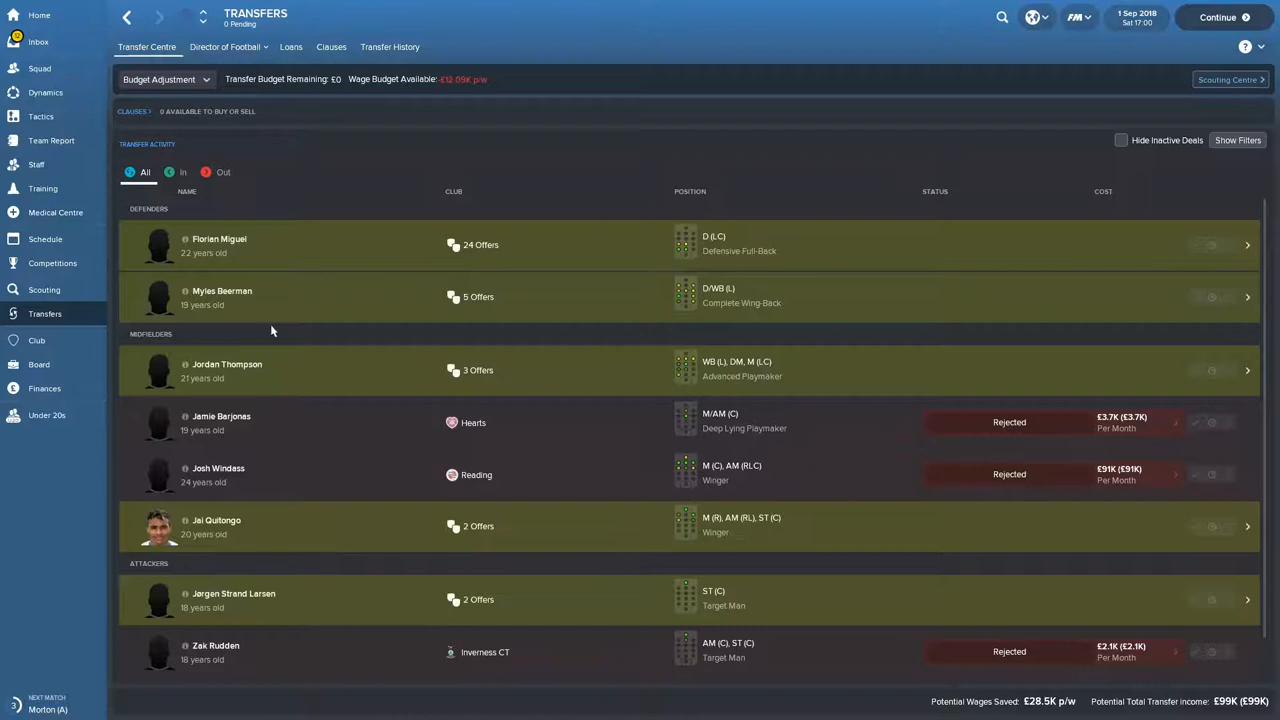 TRANSFERS
0 Pending
FM
1 Sep 2018
Sat 17:00
Continue
Home
12
Inbox
Squad
Dynamics
Tactics
Team Report
Staff
Training
Medical Centre
Schedule
Competitions
Scouting
Transfers
Club
Board
Finances
Under 20s
3
NEXT MATCH
Morton (A)
Transfer Centre
Director of Football
Loans
Clauses
Transfer History
?
Budget Adjustment
Transfer Budget Remaining: £0
Wage Budget Available: -£12.09K p/w
Scouting Centre >
CLAUSES >
0 AVAILABLE TO BUY OR SELL
TRANSFER ACTIVITY
Hide Inactive Deals
Show Filters
All
In
Out
NAME CLUB POSITION STATUS COST
DEFENDERS
Florian Miguel
22 years old
24 Offers
D (LC)
Defensive Full-Back
Myles Beerman
19 years old
5 Offers
D/WB (L)
Complete Wing-Back
MIDFIELDERS
Jordan Thompson
21 years old
3 Offers
WB (L), DM, M (LC)
Advanced Playmaker
Jamie Barjonas
19 years old
Hearts
M/AM (C)
Deep Lying Playmaker
Rejected
£3.7K (£3.7K)
Per Month
Josh Windass
24 years old
Reading
M (C), AM (RLC)
Winger
Rejected
£91K (£91K)
Per Month
Jai Quitongo
20 years old
2 Offers
M (R), AM (RL), ST (C)
Winger
ATTACKERS
Jørgen Strand Larsen
18 years old
2 Offers
ST (C)
Target Man
Zak Rudden
18 years old
Inverness CT
AM (C), ST (C)
Target Man
Rejected
£2.1K (£2.1K)
Per Month
Potential Wages Saved: £28.5K p/w
Potential Total Transfer income: £99K (£99K)